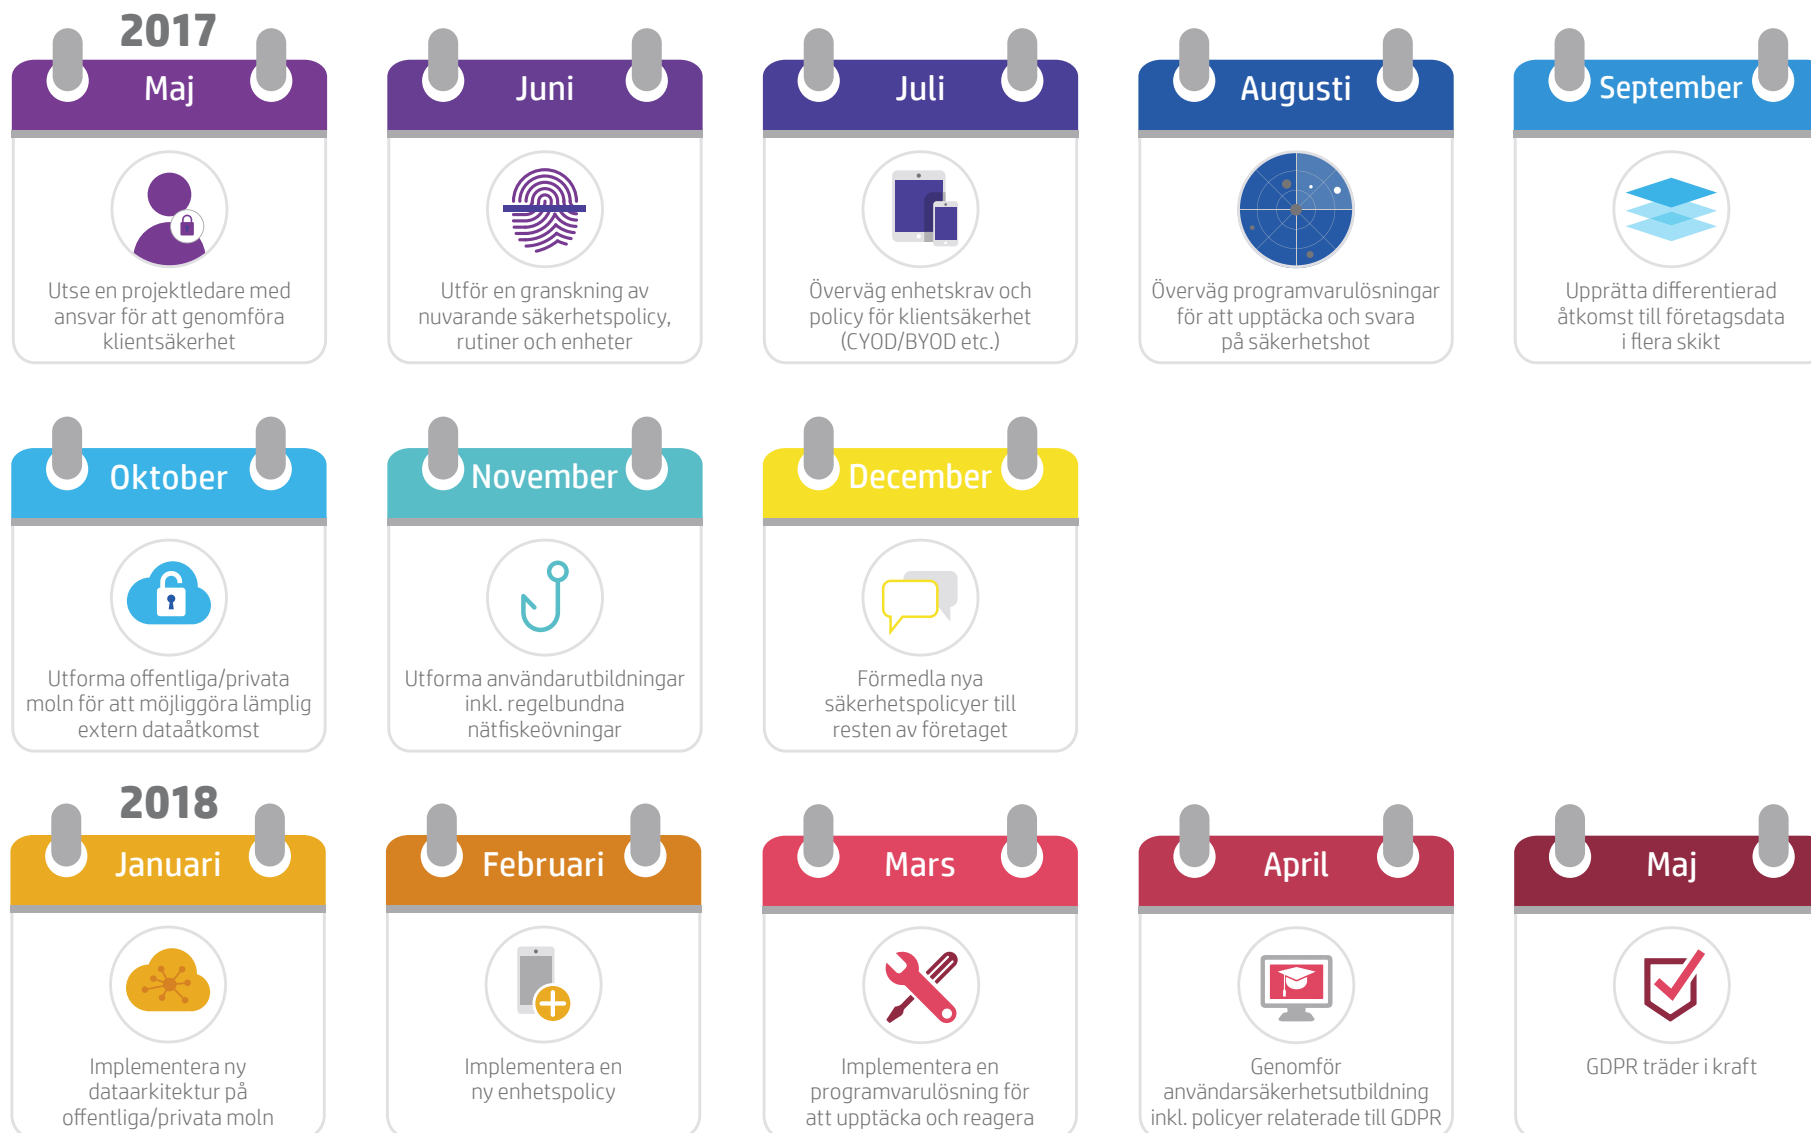 2017
Maj
Utse en projektledare med
ansvar för att genomföra
klientsäkerhet
Juni
Utför en granskning av
nuvarande säkerhetspolicy,
rutiner och enheter
Juli
Överväg enhetskrav och
policy för klientsäkerhet
(CYOD/BYOD etc.)
Augusti
Överväg programvarulösningar
för att upptäcka och svara
på säkerhetshot
September
Upprätta differentierad
åtkomst till företagsdata
i flera skikt
Oktober
Utforma offentliga/privata
moln för att möjliggöra lämplig
extern dataåtkomst
November
Utforma användarutbildningar
inkl. regelbundna
nätfiskeövningar
December
Förmedla nya
säkerhetspolicyer till
resten av företaget
2018
Januari
Implementera ny
dataarkitektur på
offentliga/privata moln
Februari
Implementera en
ny enhetspolicy
Mars
Implementera en
programvarulösning för
att upptäcka och reagera
April
Genomför
användarsäkerhetsutbildning
inkl. policyer relaterade till GDPR
Maj
GDPR träder i kraft